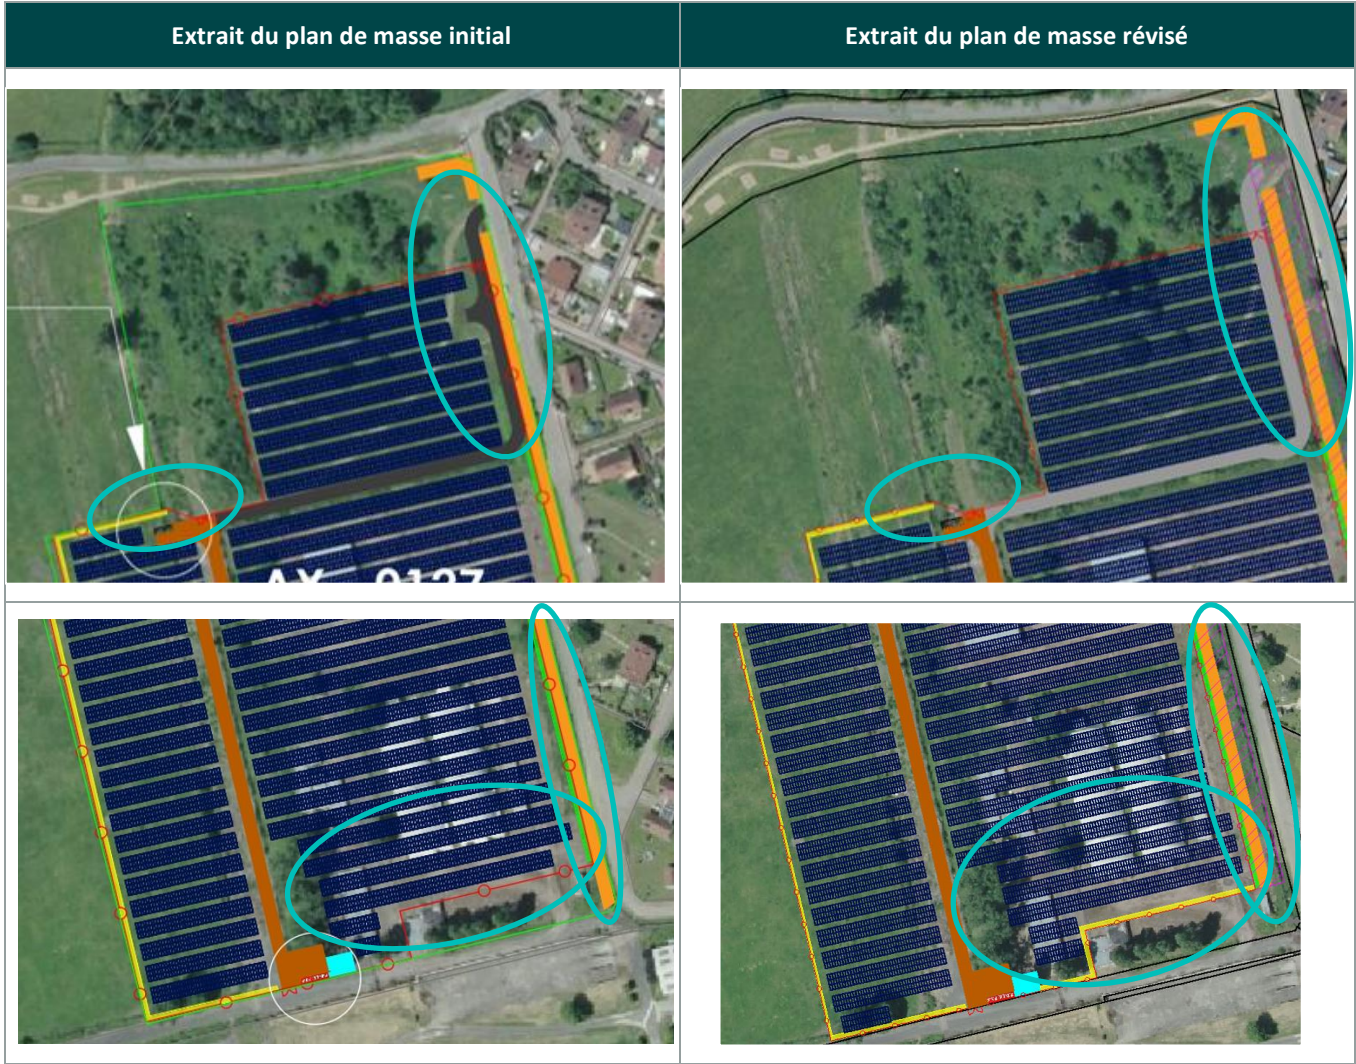 Extrait du plan de masse initial
Extrait du plan de masse révisé